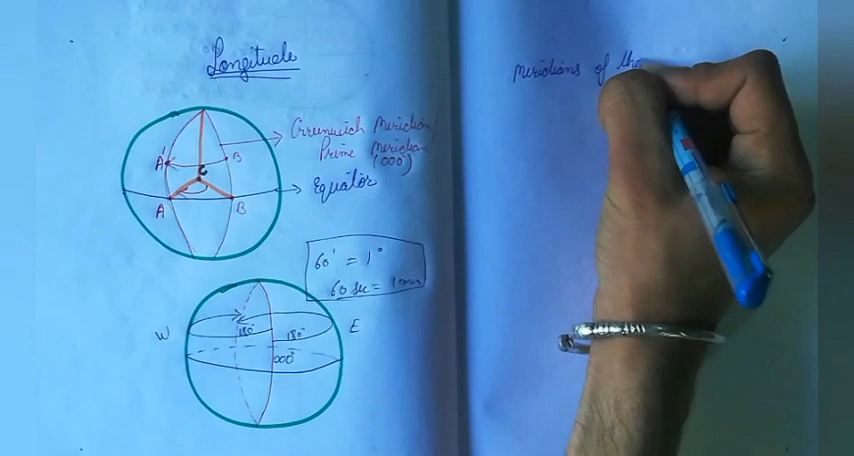 Longitude
Greenwich Meridian/
Prime Meridian
(000)
A'
B
C
Equator
A
B
60' = 1°
60 sec = 1 min
W
E
180°
180°
000°
Meridians of the